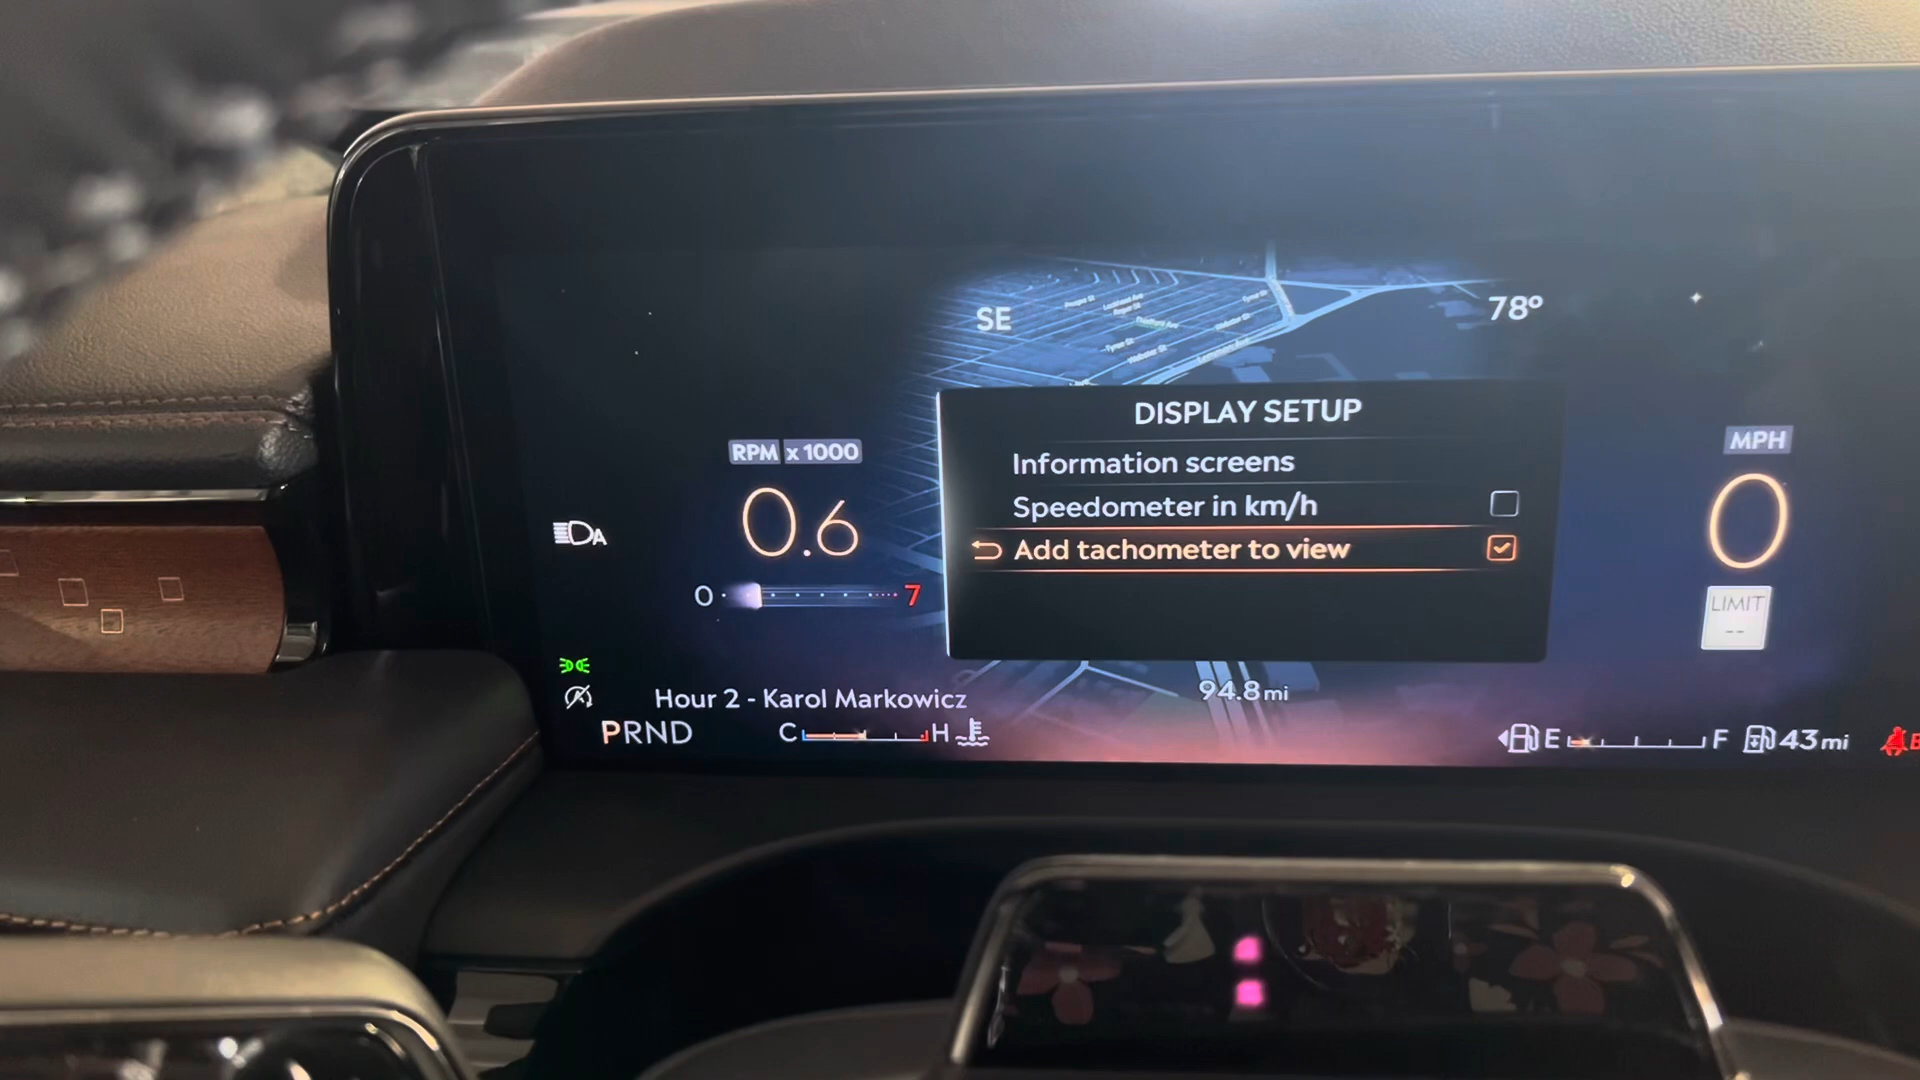 SE
78°
DISPLAY SETUP
Information screens
Speedometer in km/h
Add tachometer to view
RPM x 1000
0.6
0 7
A
MPH
0
LIMIT
--
Hour 2 - Karol Markowicz
94.8 mi
PRND
C H
E F
43 mi